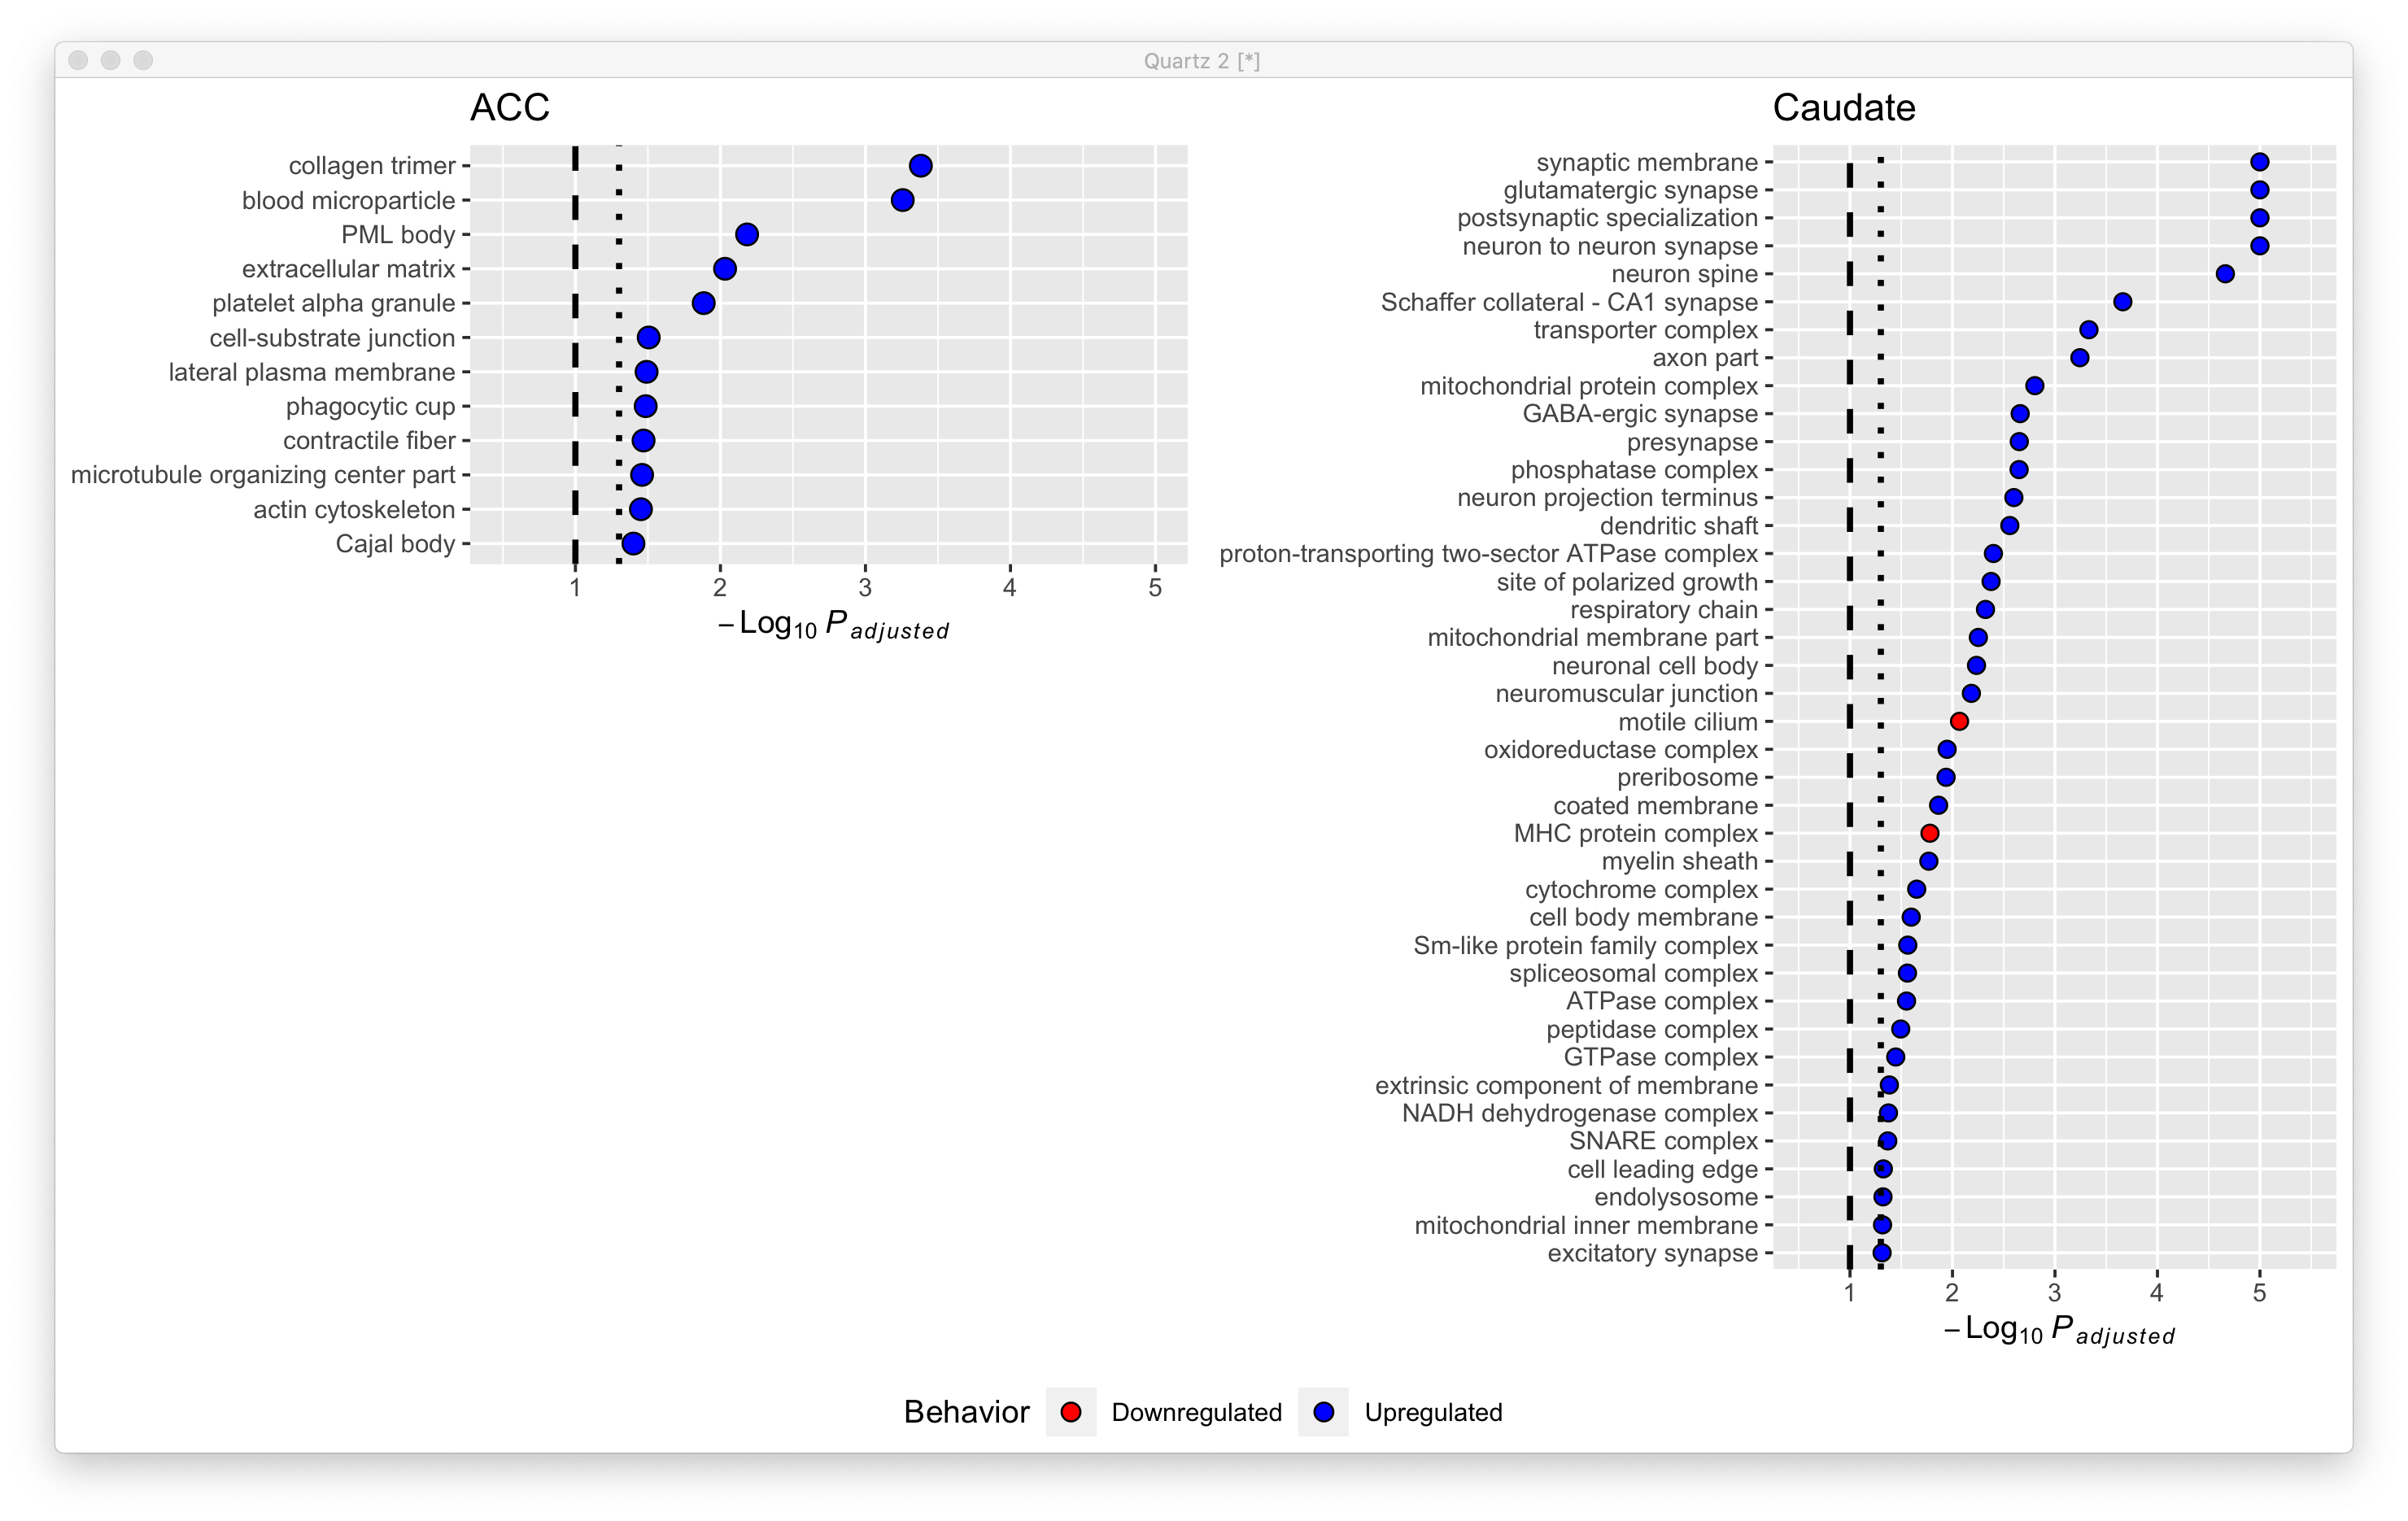 Quartz 2 [*]
ACC
collagen trimer
blood microparticle
PML body
extracellular matrix
platelet alpha granule
cell-substrate junction
lateral plasma membrane
phagocytic cup
contractile fiber
microtubule organizing center part
actin cytoskeleton
Cajal body
1 2 3 4 5
−Log10 Padjusted
Caudate
synaptic membrane
glutamatergic synapse
postsynaptic specialization
neuron to neuron synapse
neuron spine
Schaffer collateral - CA1 synapse
transporter complex
axon part
mitochondrial protein complex
GABA-ergic synapse
presynapse
phosphatase complex
neuron projection terminus
dendritic shaft
proton-transporting two-sector ATPase complex
site of polarized growth
respiratory chain
mitochondrial membrane part
neuronal cell body
neuromuscular junction
motile cilium
oxidoreductase complex
preribosome
coated membrane
MHC protein complex
myelin sheath
cytochrome complex
cell body membrane
Sm-like protein family complex
spliceosomal complex
ATPase complex
peptidase complex
GTPase complex
extrinsic component of membrane
NADH dehydrogenase complex
SNARE complex
cell leading edge
endolysosome
mitochondrial inner membrane
excitatory synapse
1 2 3 4 5
−Log10 Padjusted
Behavior Downregulated Upregulated